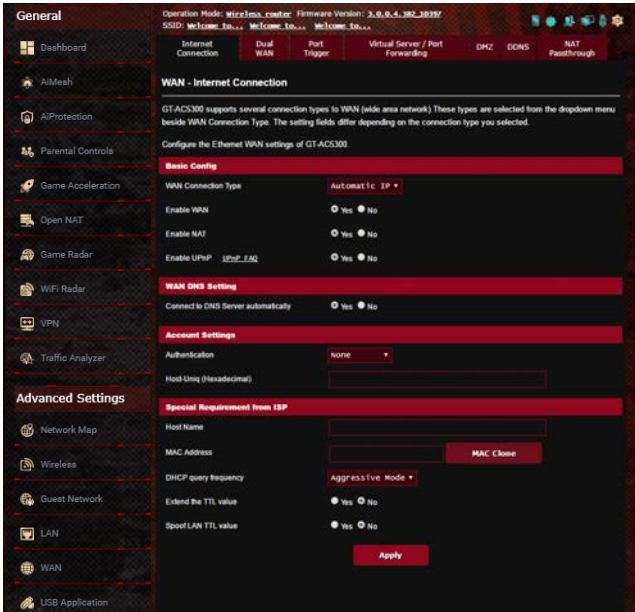 General
Dashboard
AiMesh
AiProtection
Parental Controls
Game Acceleration
Open NAT
Game Radar
WiFi Radar
VPN
Traffic Analyzer
Advanced Settings
Network Map
Wireless
Guest Network
LAN
WAN
USB Application
Operation Mode: Wireless router Firmware Version: 3.0.0.4.382_10397
SSID: Welcome to... Welcome to... Welcome to...
Internet Connection
Dual WAN
Port Trigger
Virtual Server / Port Forwarding
DMZ
DDNS
NAT Passthrough
WAN - Internet Connection
GT-AC5300 supports several connection types to WAN (wide area network).These types are selected from the dropdown menu
beside WAN Connection Type. The setting fields differ depending on the connection type you selected.
Configure the Ethernet WAN settings of GT-AC5300.
Basic Config
WAN Connection Type Automatic IP
Enable WAN Yes No
Enable NAT Yes No
Enable UPnP UPnP FAQ Yes No
WAN DNS Setting
Connect to DNS Server automatically Yes No
Account Settings
Authentication None
Host-Uniq (Hexadecimal)
Special Requirement from ISP
Host Name
MAC Address MAC Clone
DHCP query frequency Aggressive Mode
Extend the TTL value Yes No
Spoof LAN TTL value Yes No
Apply